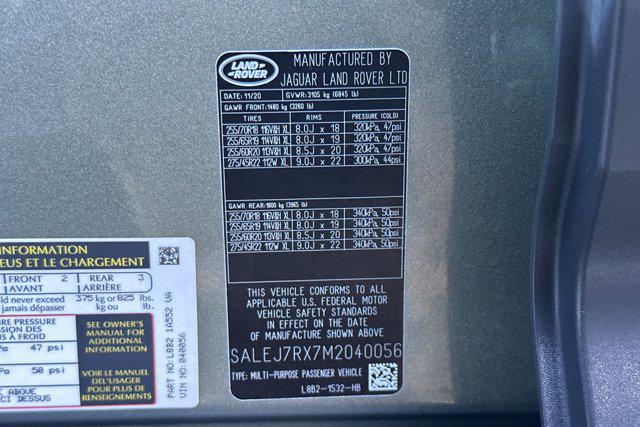 LAND ROVER
MANUFACTURED BY
JAGUAR LAND ROVER LTD
DATE: 11/20 GVWR: 3105 kg (6845 lb)
GAWR FRONT: 1480 kg (3260 lb)
TIRES RIMS PRESSURE (COLD)
255/70R18 116V&H XL 8.0J x 18 320kPa, 47psi
255/65R19 114V&H XL 8.0J x 19 320kPa, 47psi
255/60R20 113V&H XL 8.5J x 20 320kPa, 47psi
275/45R22 112W XL 9.0J x 22 300kPa, 44psi
GAWR REAR: 1800 kg (3965 lb)
255/70R18 116V&H XL 8.0J x 18 340kPa, 50psi
255/65R19 114V&H XL 8.0J x 19 340kPa, 50psi
255/60R20 113V&H XL 8.5J x 20 340kPa, 50psi
275/45R22 112W XL 9.0J x 22 340kPa, 50psi
THIS VEHICLE CONFORMS TO ALL
APPLICABLE U.S. FEDERAL MOTOR
VEHICLE SAFETY STANDARDS
IN EFFECT ON THE DATE OF
MANUFACTURE SHOWN ABOVE
SALEJ7RX7M2040056
TYPE: MULTI-PURPOSE PASSENGER VEHICLE
L8B2-1532-HB
INFORMATION
EUS ET LE CHARGEMENT
FRONT 2 REAR 3
AVANT ARRIÈRE
ld never exceed 375 kg or 825 lbs.
jamais dépasser kg ou lb.
IRE PRESSURE
ION DES
S À FROID
Pa 47 psi
Pa 50 psi
SEE OWNER'S
MANUAL FOR
ADDITIONAL
INFORMATION
VOIR LE MANUEL
DE L'USAGER
POUR PLUS DE
RENSEIGNEMENTS
CI DESSUS
PART NO: L8B2 1A552 VA
VIN NO: 040056